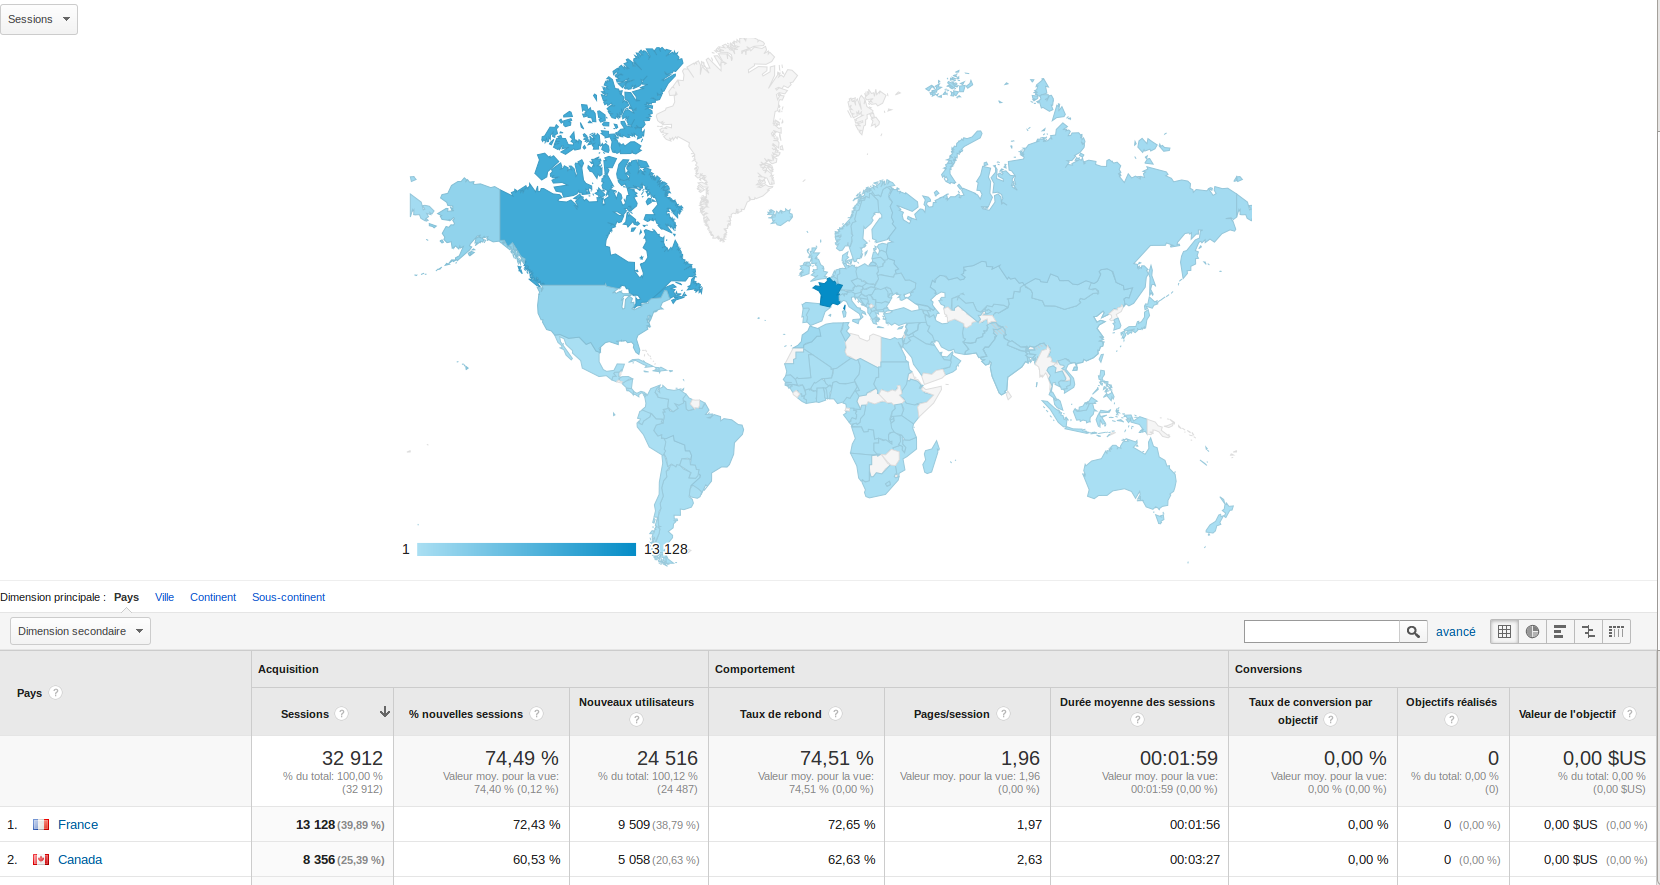 Sessions
1 13 128
Dimension principale : Pays Ville Continent Sous-continent
Dimension secondaire
avancé
Pays ?
Acquisition Comportement Conversions
Sessions ? % nouvelles sessions ? Nouveaux utilisateurs ? Taux de rebond ? Pages/session ? Durée moyenne des sessions ? Taux de conversion par objectif ? Objectifs réalisés ? Valeur de l'objectif ?
32 912 74,49 % 24 516 74,51 % 1,96 00:01:59 0,00 % 0 0,00 $US
% du total: 100,00 % Valeur moy. pour la vue: % du total: 100,12 % Valeur moy. pour la vue: Valeur moy. pour la vue: 1,96 Valeur moy. pour la vue: Valeur moy. pour la vue: % du total: 0,00 % % du total: 0,00 %
(32 912) 74,40 % (0,12 %) (24 487) 74,51 % (0,00 %) (0,00 %) 00:01:59 (0,00 %) 0,00 % (0,00 %) (0) (0,00 $US)
1. France 13 128 (39,89 %) 72,43 % 9 509 (38,79 %) 72,65 % 1,97 00:01:56 0,00 % 0 (0,00 %) 0,00 $US (0,00 %)
2. Canada 8 356 (25,39 %) 60,53 % 5 058 (20,63 %) 62,63 % 2,63 00:03:27 0,00 % 0 (0,00 %) 0,00 $US (0,00 %)